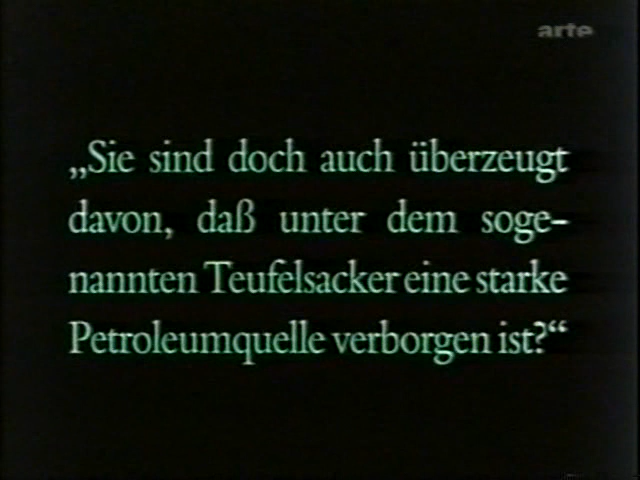 arte
„Sie sind doch auch überzeugt
davon, daß unter dem soge-
nannten Teufelsacker eine starke
Petroleumquelle verborgen ist?“